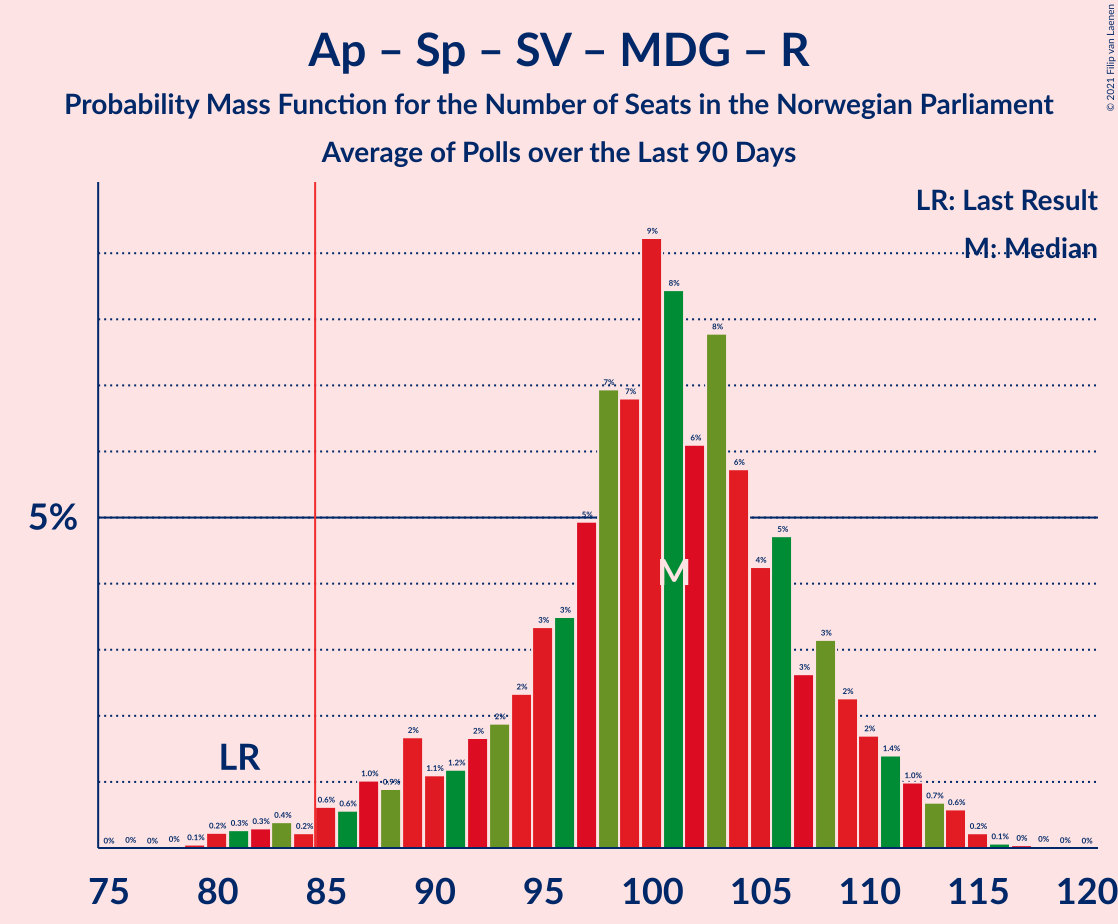 Ap – Sp – SV – MDG – R
Probability Mass Function for the Number of Seats in the Norwegian Parliament
Average of Polls over the Last 90 Days
© 2021 Filip van Laenen
LR: Last Result
M: Median
5%
LR
M
0% 0% 0% 0% 0.1% 0.2% 0.3% 0.3% 0.4% 0.2% 0.6% 0.6% 1.0% 0.9% 2% 1.1% 1.2% 2% 2% 2% 3% 3% 5% 7% 7% 9% 8% 6% 8% 6% 4% 5% 3% 3% 2% 2% 1.4% 1.0% 0.7% 0.6% 0.2% 0.1% 0% 0% 0% 0%
75 80 85 90 95 100 105 110 115 120